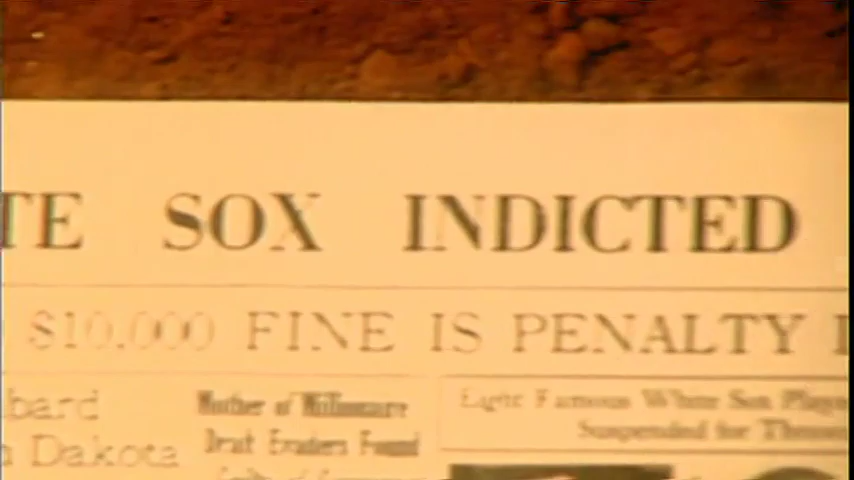 TE SOX INDICTED
$10,000 FINE IS PENALTY
bard
Dakota
Mother of Millionaire
Draft Evaders Found
Eight Famous White Sox
Suspended for